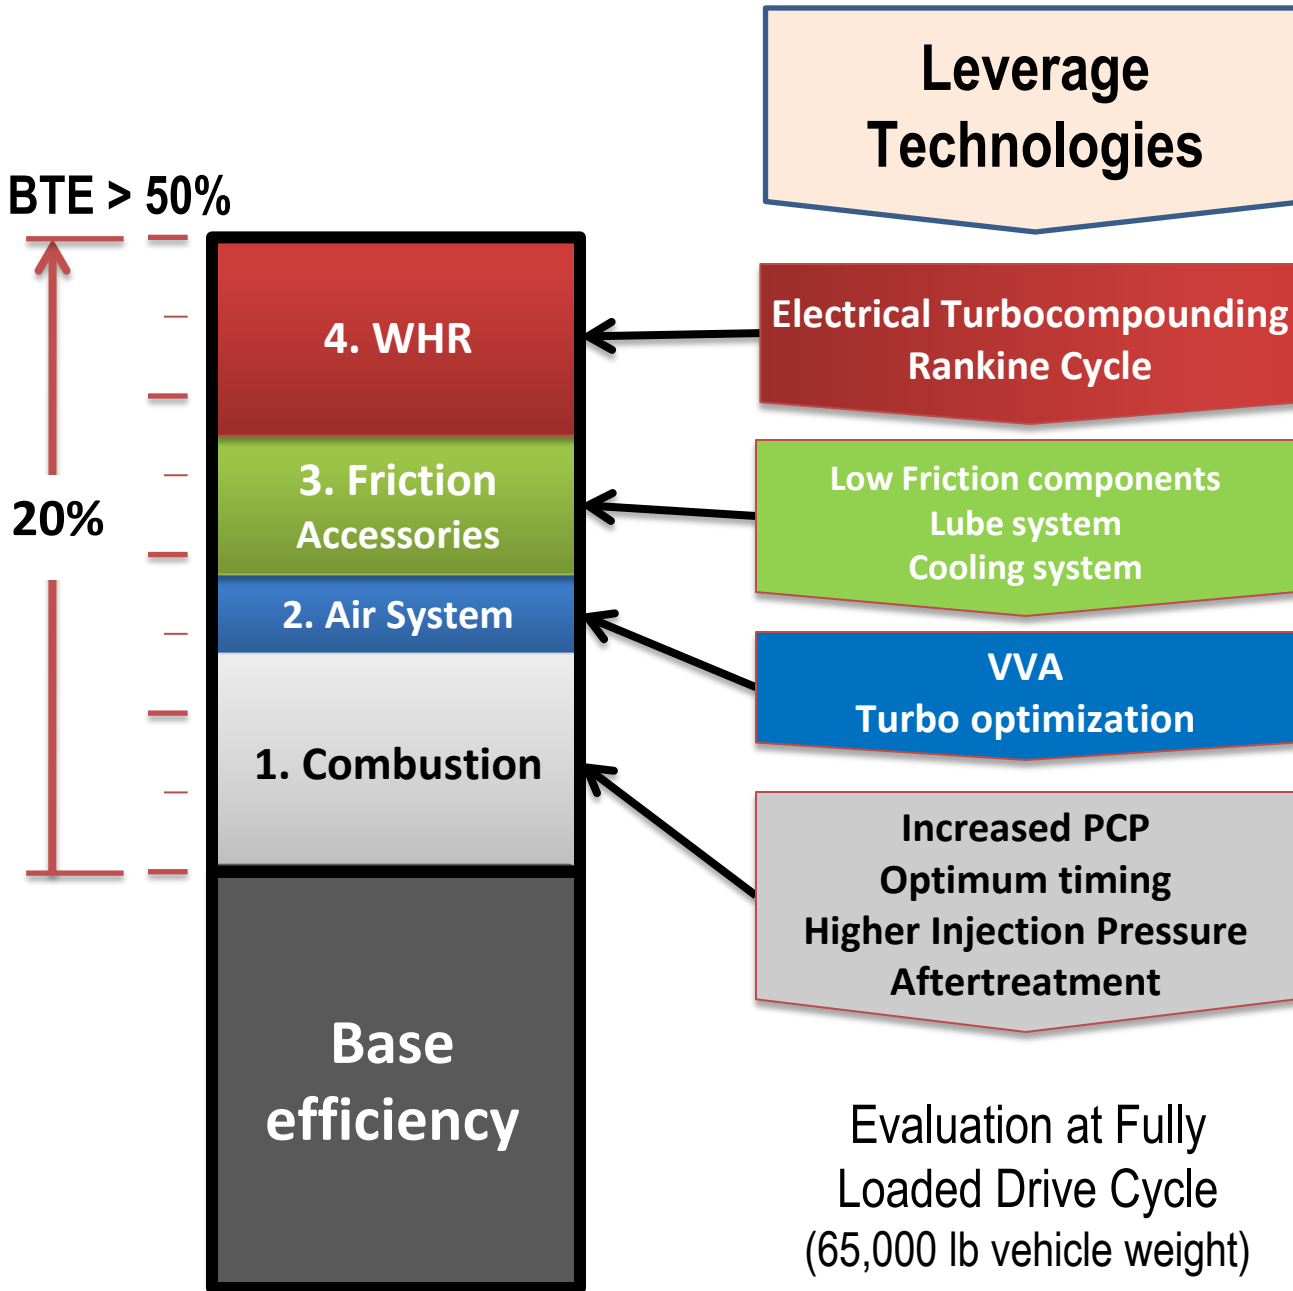 Leverage
Technologies
BTE > 50%
20%
4. WHR
3. Friction
Accessories
2. Air System
1. Combustion
Base
efficiency
Electrical Turbocompounding
Rankine Cycle
Low Friction components
Lube system
Cooling system
VVA
Turbo optimization
Increased PCP
Optimum timing
Higher Injection Pressure
Aftertreatment
Evaluation at Fully
Loaded Drive Cycle
(65,000 lb vehicle weight)